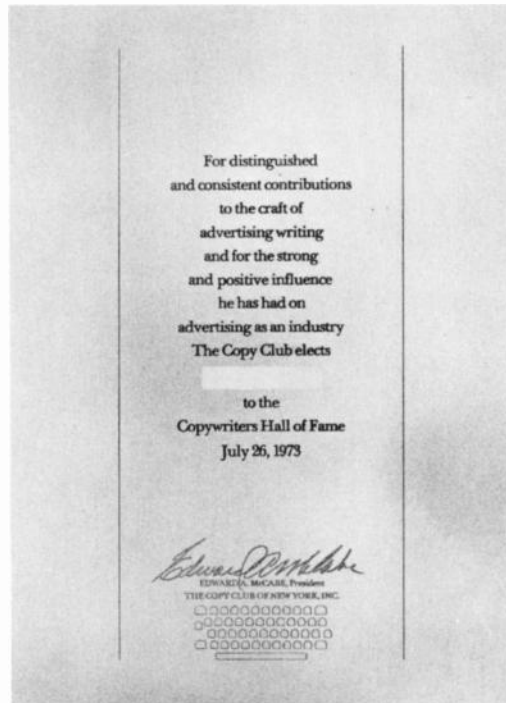 For distinguished
and consistent contributions
to the craft of
advertising writing
and for the strong
and positive influence
he has had on
advertising as an industry
The Copy Club elects
to the
Copywriters Hall of Fame
July 26, 1973
Edward A. McCabe
EDWARD A. McCABE, President
THE COPY CLUB OF NEW YORK, INC.